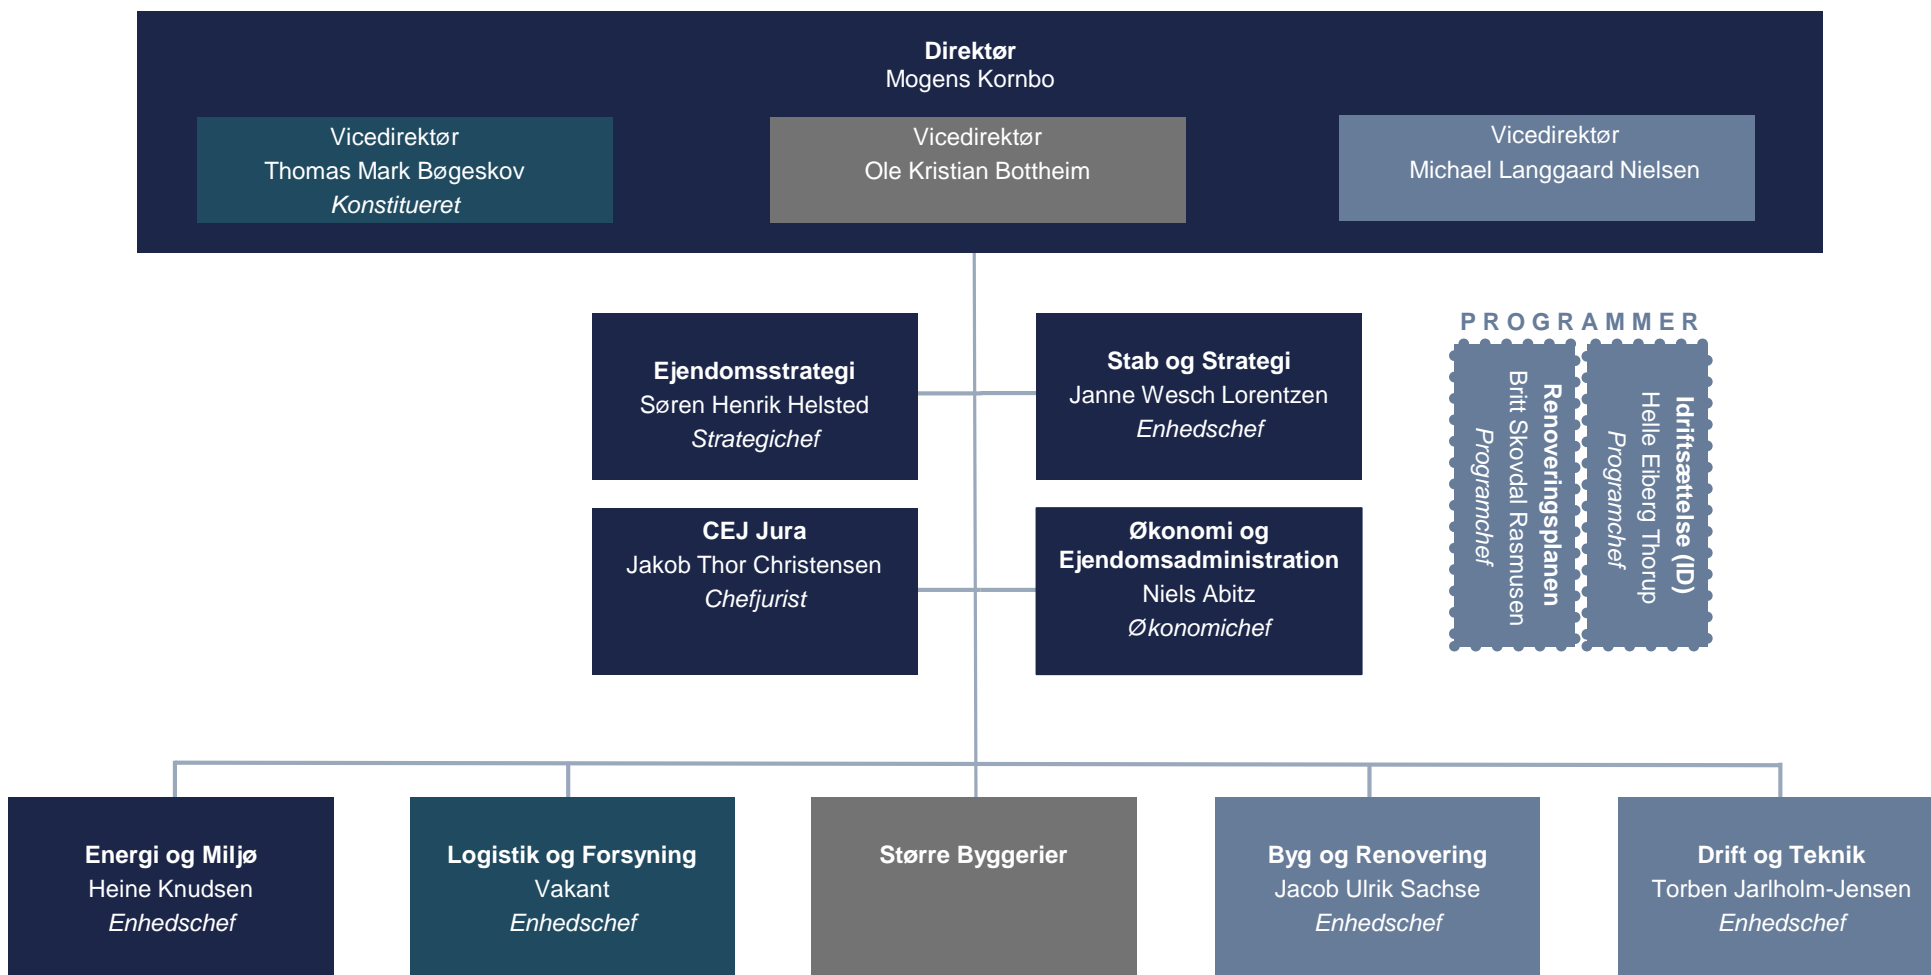 Direktør
Mogens Kornbo
Vicedirektør
Thomas Mark Bøgeskov
Konstitueret
Vicedirektør
Ole Kristian Bottheim
Vicedirektør
Michael Langgaard Nielsen
Ejendomsstrategi
Søren Henrik Helsted
Strategichef
Stab og Strategi
Janne Wesch Lorentzen
Enhedschef
PROGRAMMER
Renoveringsplanen
Britt Skovdal Rasmusen
Programchef
Idriftsættelse (ID)
Helle Eiberg Thorup
Programchef
CEJ Jura
Jakob Thor Christensen
Chefjurist
Økonomi og
Ejendomsadministration
Niels Abitz
Økonomichef
Energi og Miljø
Heine Knudsen
Enhedschef
Logistik og Forsyning
Vakant
Enhedschef
Større Byggerier
Byg og Renovering
Jacob Ulrik Sachse
Enhedschef
Drift og Teknik
Torben Jarlholm-Jensen
Enhedschef